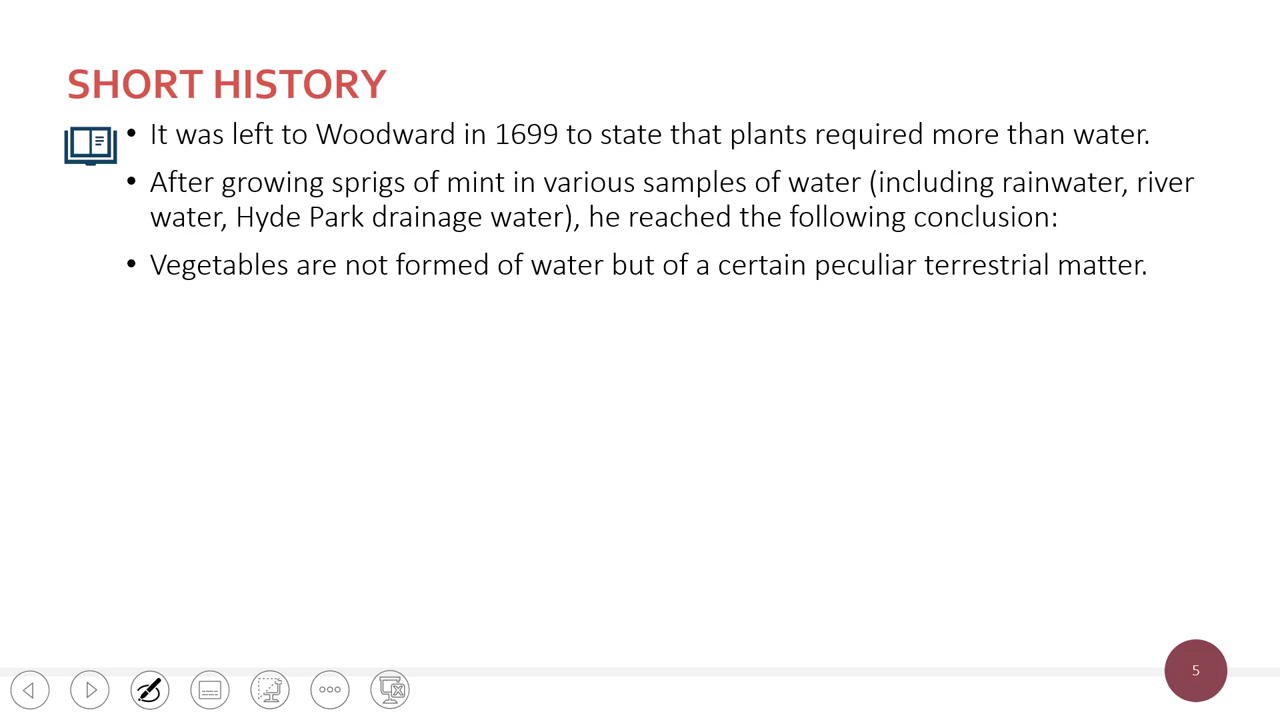 SHORT HISTORY
• It was left to Woodward in 1699 to state that plants required more than water.
• After growing sprigs of mint in various samples of water (including rainwater, river
water, Hyde Park drainage water), he reached the following conclusion:
• Vegetables are not formed of water but of a certain peculiar terrestrial matter.
5